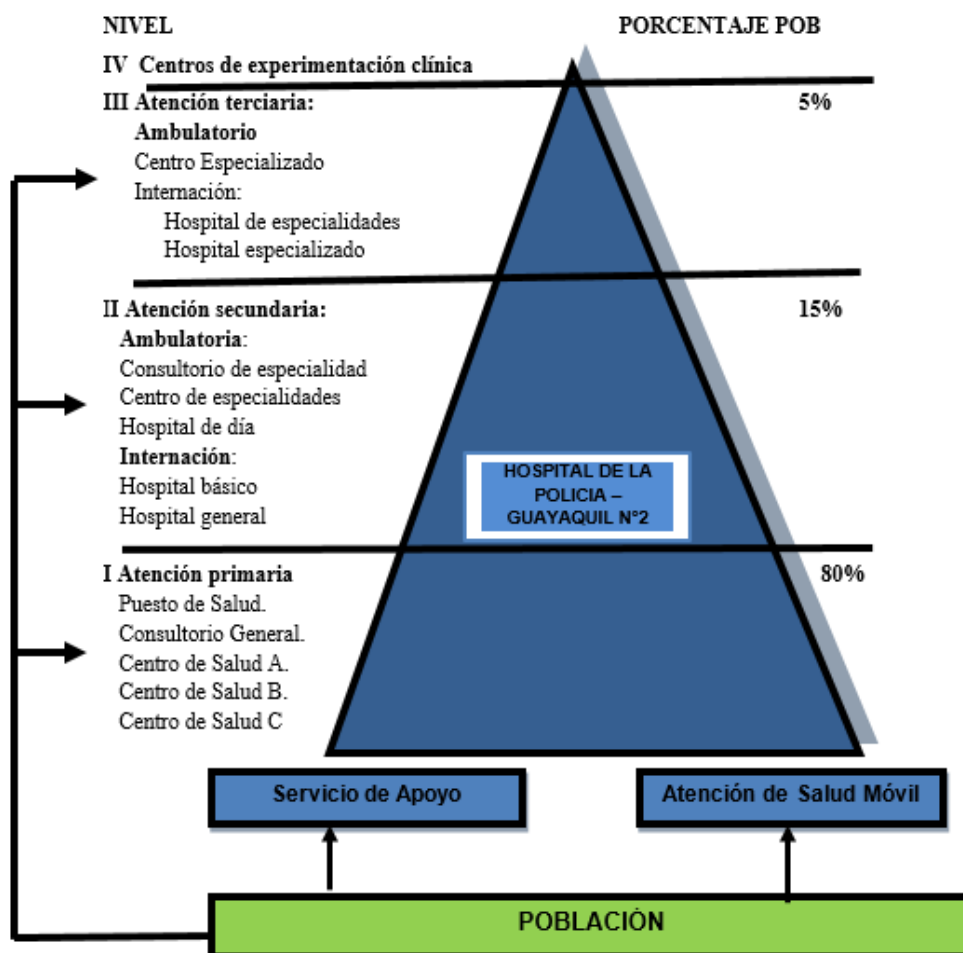 NIVEL PORCENTAJE POB
IV Centros de experimentación clínica
III Atención terciaria: 5%
Ambulatorio
Centro Especializado
Internación:
Hospital de especialidades
Hospital especializado
II Atención secundaria: 15%
Ambulatoria:
Consultorio de especialidad
Centro de especialidades
Hospital de día
Internación:
Hospital básico
Hospital general
HOSPITAL DE LA
POLICIA –
GUAYAQUIL N°2
I Atención primaria 80%
Puesto de Salud.
Consultorio General.
Centro de Salud A.
Centro de Salud B.
Centro de Salud C
Servicio de Apoyo Atención de Salud Móvil
POBLACIÓN